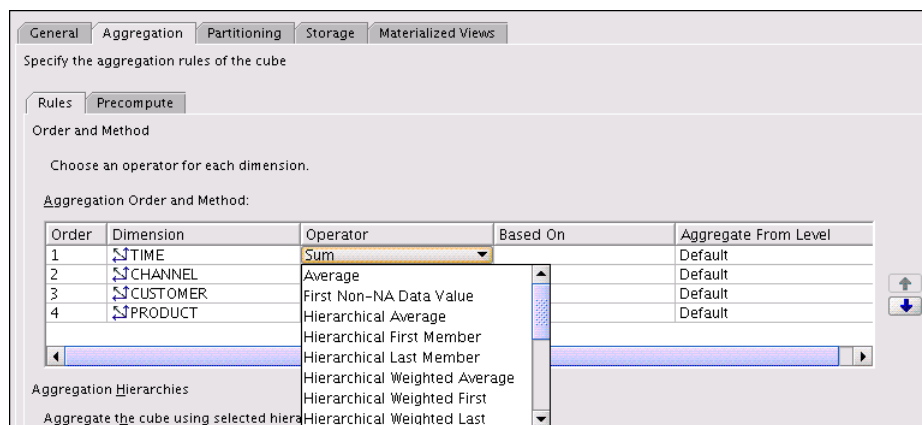 General Aggregation Partitioning Storage Materialized Views
Specify the aggregation rules of the cube
Rules Precompute
Order and Method
Choose an operator for each dimension.
Aggregation Order and Method:
Order Dimension Operator Based On Aggregate From Level
1 TIME Sum Default
2 CHANNEL Default
3 CUSTOMER Default
4 PRODUCT Default
Average
First Non-NA Data Value
Hierarchical Average
Hierarchical First Member
Hierarchical Last Member
Hierarchical Weighted Average
Hierarchical Weighted First
Hierarchical Weighted Last
Aggregation Hierarchies
Aggregate the cube using selected hiera